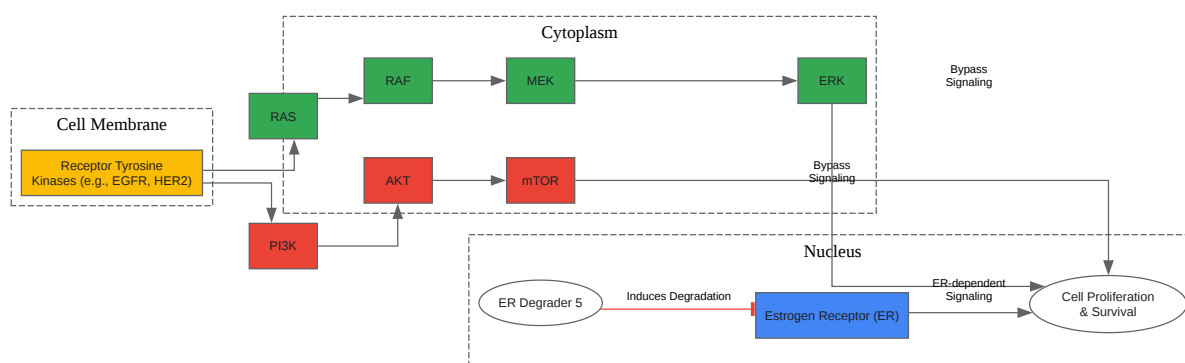 Cytoplasm
RAF
MEK
ERK
Bypass
Signaling
RAS
Cell Membrane
Receptor Tyrosine
Kinases (e.g., EGFR, HER2)
AKT
mTOR
Bypass
Signaling
PI3K
Nucleus
ER Degrader 5
Induces Degradation
ER-dependent
Signaling
Estrogen Receptor (ER)
Cell Proliferation
& Survival